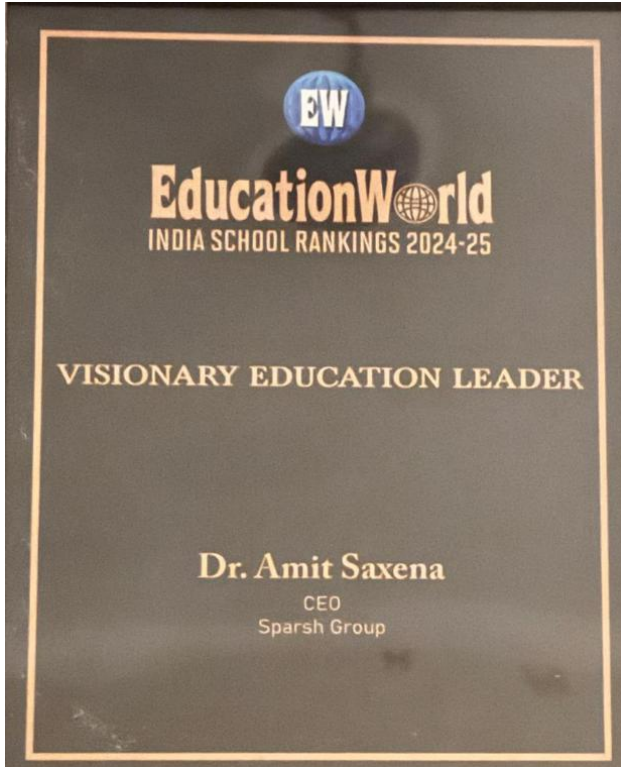 EW
EducationWorld
INDIA SCHOOL RANKINGS 2024-25
VISIONARY EDUCATION LEADER
Dr. Amit Saxena
CEO
Sparsh Group